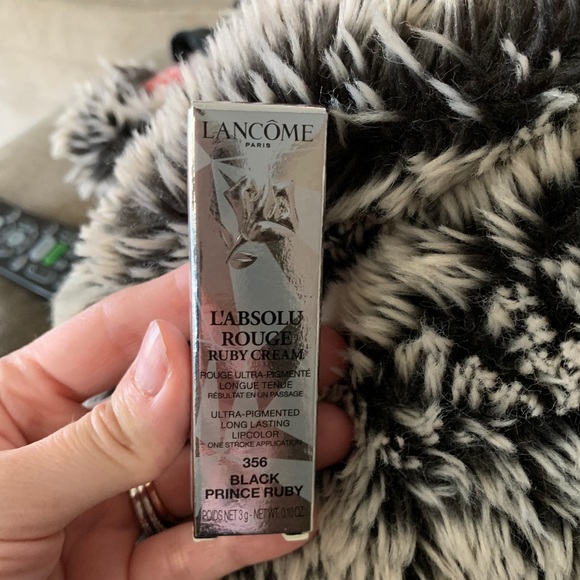 LANCÔME
PARIS
L'ABSOLU
ROUGE
RUBY CREAM
ROUGE ULTRA-PIGMENTÉ
LONGUE TENUE
RÉSULTAT EN UN PASSAGE
ULTRA-PIGMENTED
LONG LASTING
LIPCOLOR
ONE STROKE APPLICATION
356
BLACK
PRINCE RUBY
POIDS NET 3 g - NET WT. 0.10 OZ.